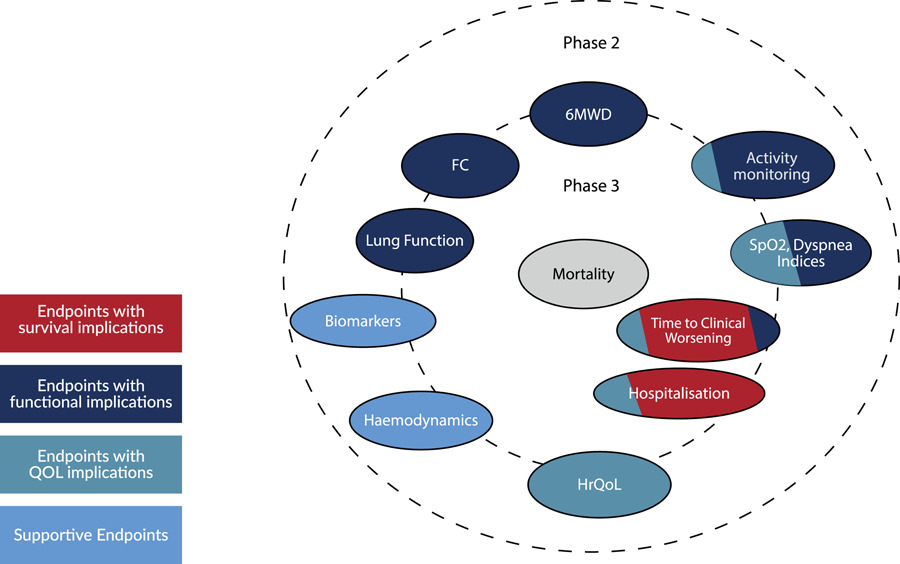 Phase 2
6MWD
Activity
monitoring
FC
Phase 3
Lung Function
SpO2, Dyspnea
Indices
Mortality
Biomarkers
Time to Clinical
Worsening
Hospitalisation
Haemodynamics
HrQoL
Endpoints with
survival implications
Endpoints with
functional implications
Endpoints with
QOL implications
Supportive Endpoints